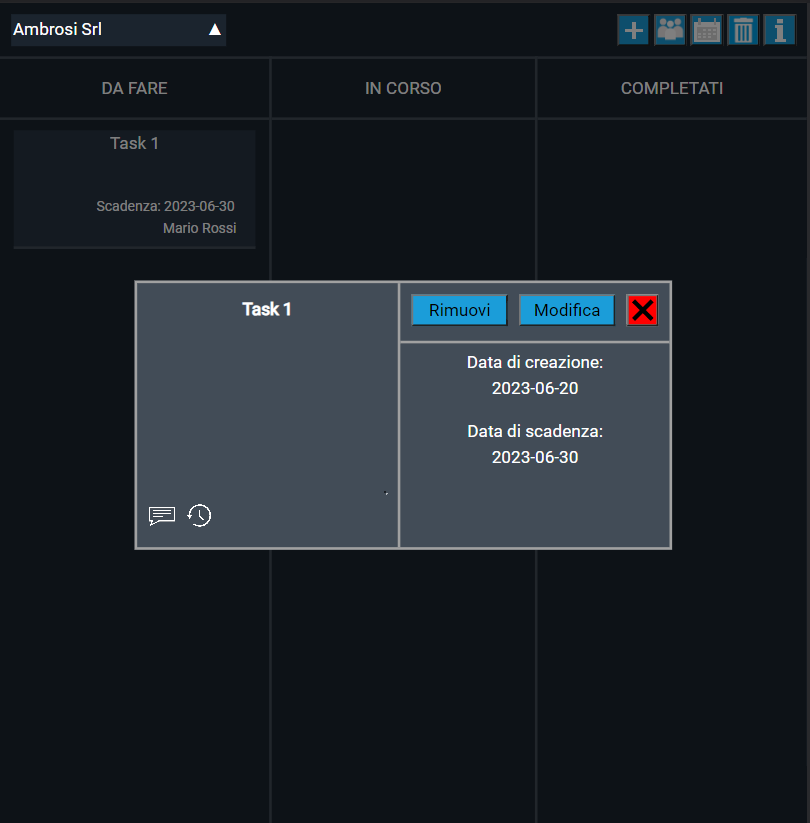 Ambrosi Srl
DA FARE
IN CORSO
COMPLETATI
Task 1
Scadenza: 2023-06-30
Mario Rossi
Task 1
Rimuovi
Modifica
Data di creazione:
2023-06-20
Data di scadenza:
2023-06-30